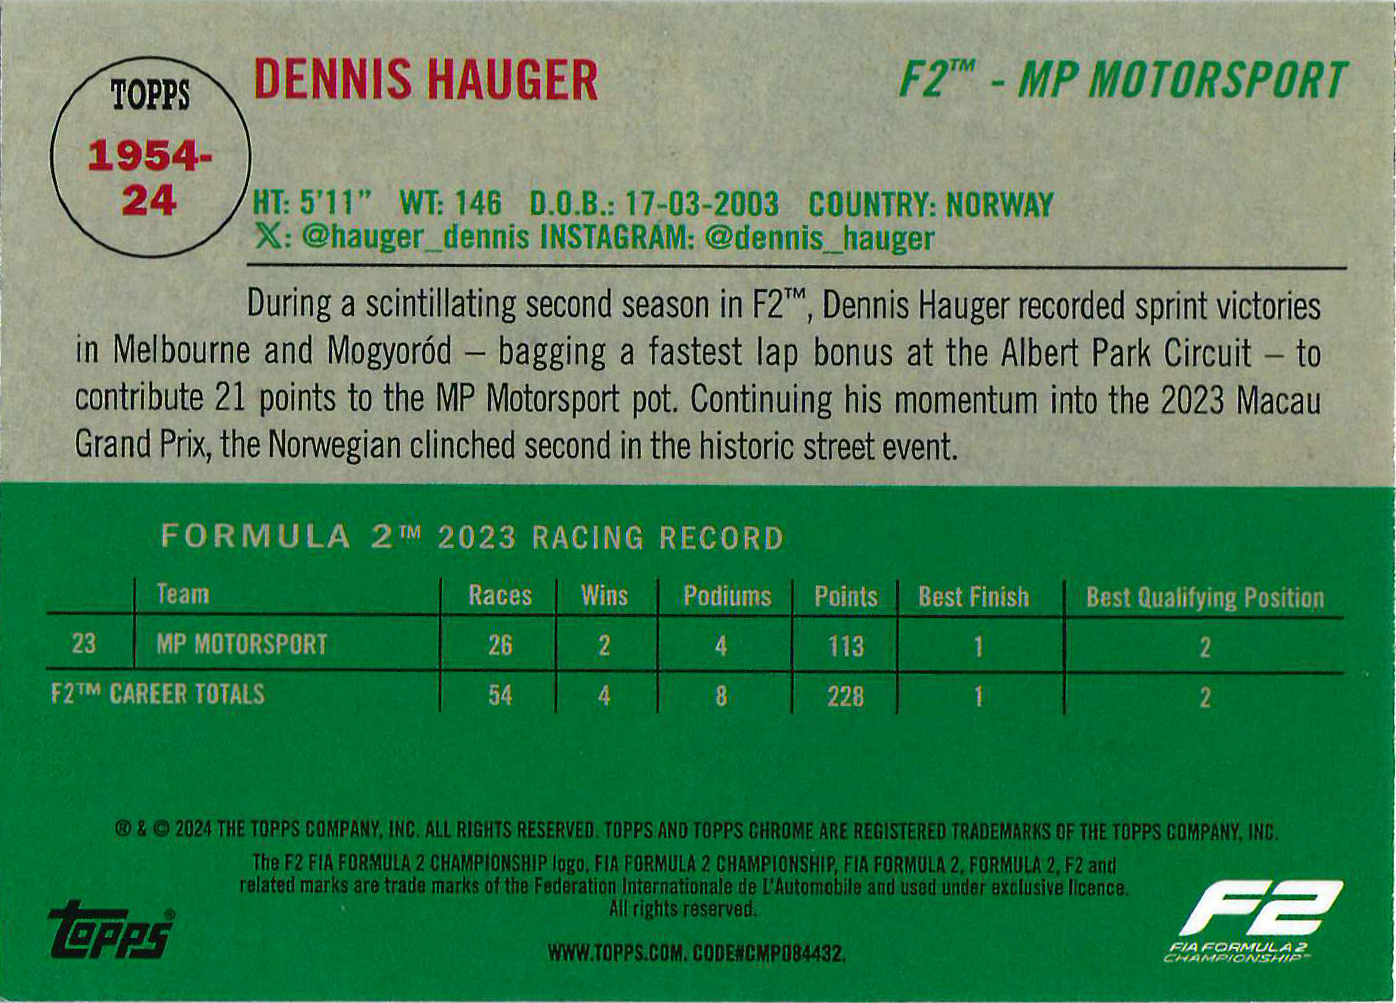 TOPPS
1954-
24
DENNIS HAUGER
F2™ - MP MOTORSPORT
HT: 5'11” WT: 146 D.O.B.: 17-03-2003 COUNTRY: NORWAY
X: @hauger_dennis INSTAGRAM: @dennis_hauger
During a scintillating second season in F2™, Dennis Hauger recorded sprint victories
in Melbourne and Mogyoród – bagging a fastest lap bonus at the Albert Park Circuit – to
contribute 21 points to the MP Motorsport pot. Continuing his momentum into the 2023 Macau
Grand Prix, the Norwegian clinched second in the historic street event.
FORMULA 2™ 2023 RACING RECORD
Team Races Wins Podiums Points Best Finish Best Qualifying Position
23 MP MOTORSPORT 26 2 4 113 1 2
F2™ CAREER TOTALS 54 4 8 228 1 2
® & © 2024 THE TOPPS COMPANY, INC. ALL RIGHTS RESERVED. TOPPS AND TOPPS CHROME ARE REGISTERED TRADEMARKS OF THE TOPPS COMPANY, INC.
The F2 FIA FORMULA 2 CHAMPIONSHIP logo, FIA FORMULA 2 CHAMPIONSHIP, FIA FORMULA 2, FORMULA 2, F2 and
related marks are trade marks of the Federation Internationale de L'Automobile and used under exclusive licence.
All rights reserved.
WWW.TOPPS.COM. CODE#CMP084432.
Topps®
F2
FIA FORMULA 2
CHAMPIONSHIP™